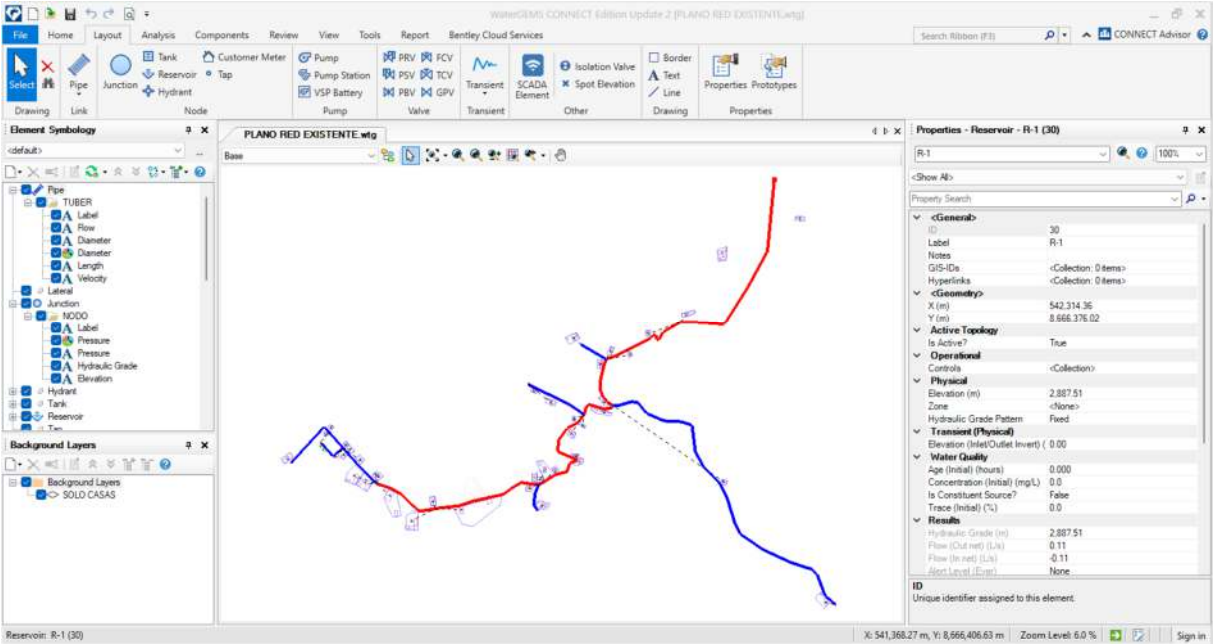 WaterGEMS CONNECT Edition Update 2 [PLANO RED EXISTENTE.wtg]
File Home Layout Analysis Components Review View Tools Report Bentley Cloud Services
Search Ribbon (F3) CONNECT Advisor
Select Pipe Junction
Tank
Reservoir
Hydrant
Customer Meter
Tap
Pump
Pump Station
VSP Battery
PRV FCV
PSV TCV
PBV GPV
Transient
SCADA Element
Isolation Valve
Spot Elevation
Border
Text
Line
Properties Prototypes
Drawing Link Node Pump Valve Transient Other Drawing Properties
Element Symbology
<default>
Pipe
TUBER
Label
Flow
Diameter
Diameter
Length
Velocity
Lateral
Junction
NODO
Label
Pressure
Pressure
Hydraulic Grade
Elevation
Hydrant
Tank
Reservoir
Tap
Background Layers
Background Layers
SOLO CASAS
PLANO RED EXISTENTE.wtg
Base
Properties - Reservoir - R-1 (30)
R-1 100%
<Show All>
Property Search
<General>
ID 30
Label R-1
Notes
GIS-IDs <Collection: 0 items>
Hyperlinks <Collection: 0 items>
<Geometry>
X (m) 542,314.36
Y (m) 8,666,376.02
Active Topology
Is Active? True
Operational
Controls <Collection>
Physical
Elevation (m) 2,887.51
Zone <None>
Hydraulic Grade Pattern Fixed
Transient (Physical)
Elevation (Inlet/Outlet Invert) ( 0.00
Water Quality
Age (Initial) (hours) 0.000
Concentration (Initial) (mg/L) 0.0
Is Constituent Source? False
Trace (Initial) (%) 0.0
Results
Hydraulic Grade (m) 2,887.51
Flow (Out net) (L/s) 0.11
Flow (In net) (L/s) -0.11
Alert Level (Ever) None
ID
Unique identifier assigned to this element.
Reservoir: R-1 (30)
X: 541,368.27 m, Y: 8,666,406.63 m Zoom Level: 6.0 % Sign in